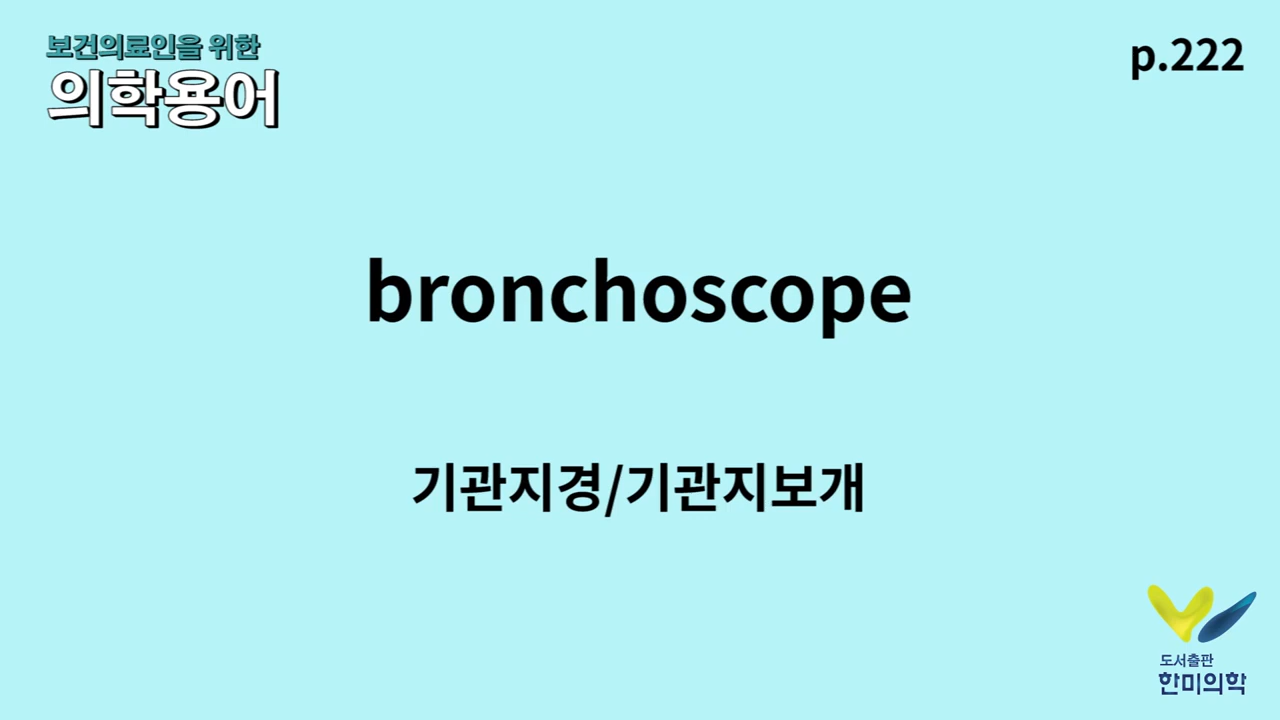 보건의료인을 위한
의학용어
p.222
bronchoscope
기관지경/기관지보개
도서출판
한미의학